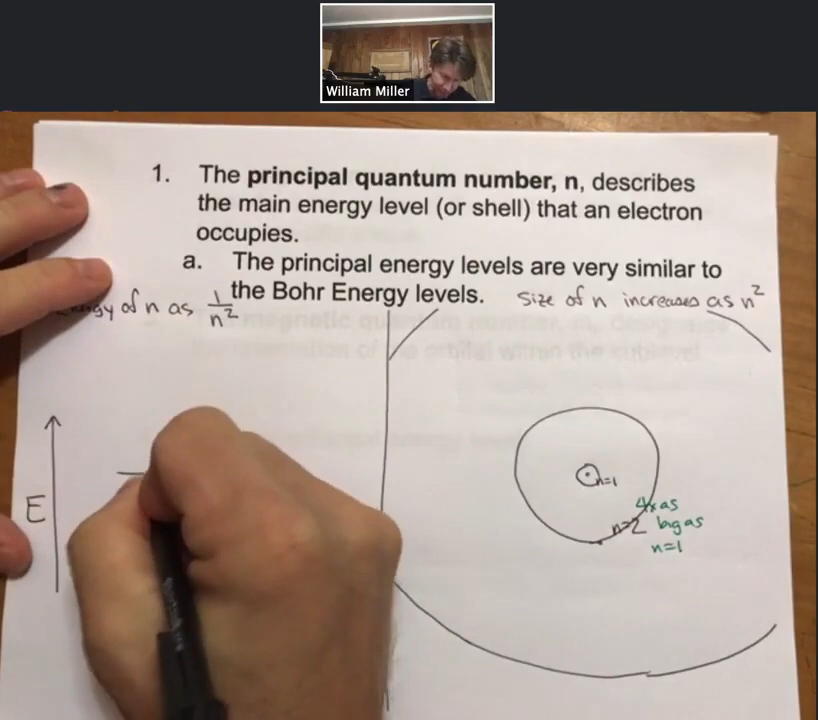 William Miller
1. The principal quantum number, n, describes
the main energy level (or shell) that an electron
occupies.
a. The principal energy levels are very similar to
the Bohr Energy levels.
of n as 1/n²
size of n increases as n²
E
n=1
n=2
4x as
big as
n=1